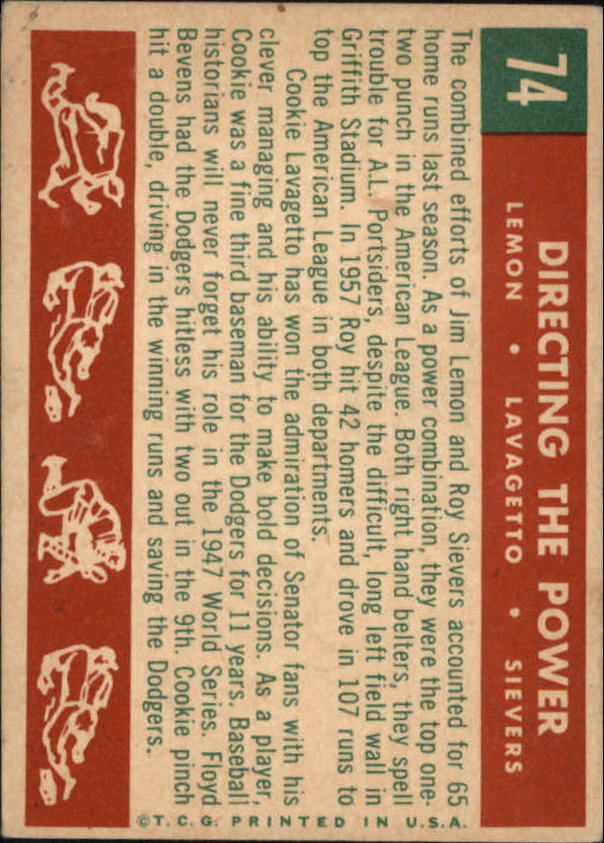 74
DIRECTING THE POWER
LEMON • LAVAGETTO • SIEVERS
The combined efforts of Jim Lemon and Roy Sievers accounted for 65
home runs last season. As a power combination, they were the top one-
two punch in the American League. Both right hand belters, they spell
trouble for A.L. Portsiders, despite the difficult, long left field wall in
Griffith Stadium. In 1957 Roy hit 42 homers and drove in 107 runs to
top the American League in both departments.
Cookie Lavagetto has won the admiration of Senator fans with his
clever managing and his ability to make bold decisions. As a player,
Cookie was a fine third baseman for the Dodgers for 11 years. Baseball
historians will never forget his role in the 1947 World Series. Floyd
Bevens had the Dodgers hitless with two out in the 9th. Cookie pinch
hit a double, driving in the winning runs and saving the Dodgers.
©T.C.G. PRINTED IN U.S.A.